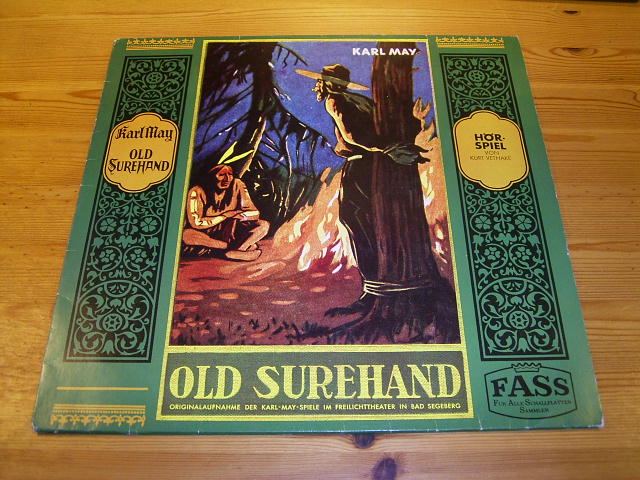 KARL MAY
Karl May
OLD
SUREHAND
HÖR-
SPIEL
VON
KURT VETHAKE
OLD SUREHAND
ORIGINALAUFNAHME DER KARL-MAY-SPIELE IM FREILICHTTHEATER IN BAD SEGEBERG
FASS
FÜR ALLE SCHALLPLATTEN
SAMMLER